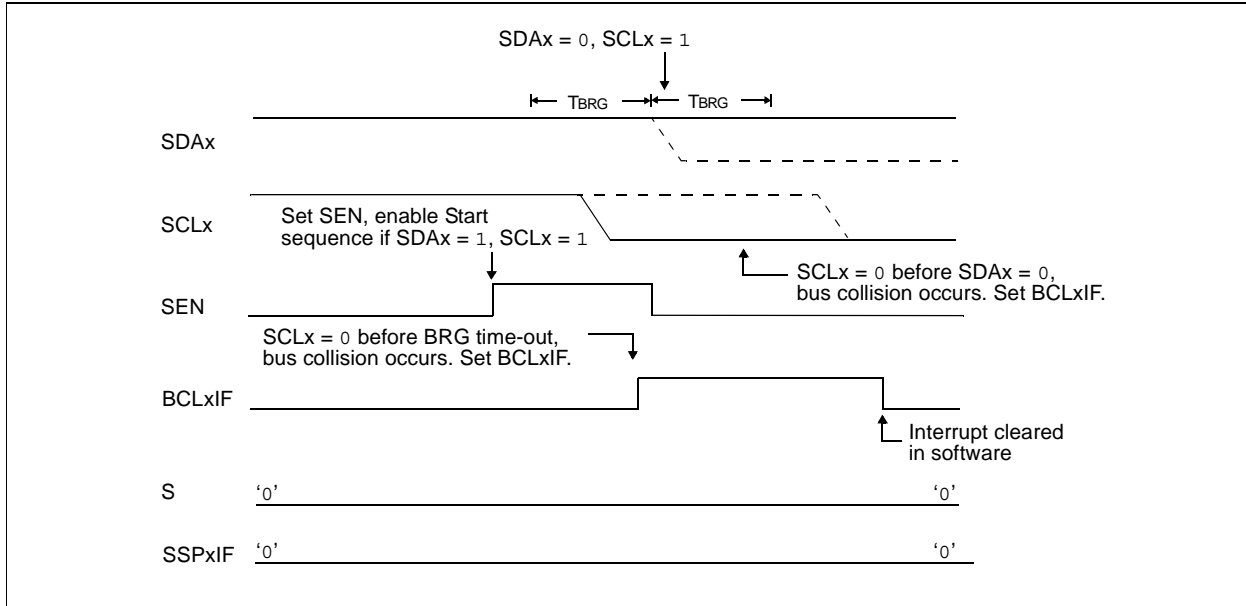 SDAx = 0, SCLx = 1
TBRG TBRG
SDAx
SCLx
Set SEN, enable Start
sequence if SDAx = 1, SCLx = 1
SCLx = 0 before SDAx = 0,
bus collision occurs. Set BCLxIF.
SEN
SCLx = 0 before BRG time-out,
bus collision occurs. Set BCLxIF.
BCLxIF
Interrupt cleared
in software
S ‘0’ ‘0’
SSPxIF ‘0’ ‘0’